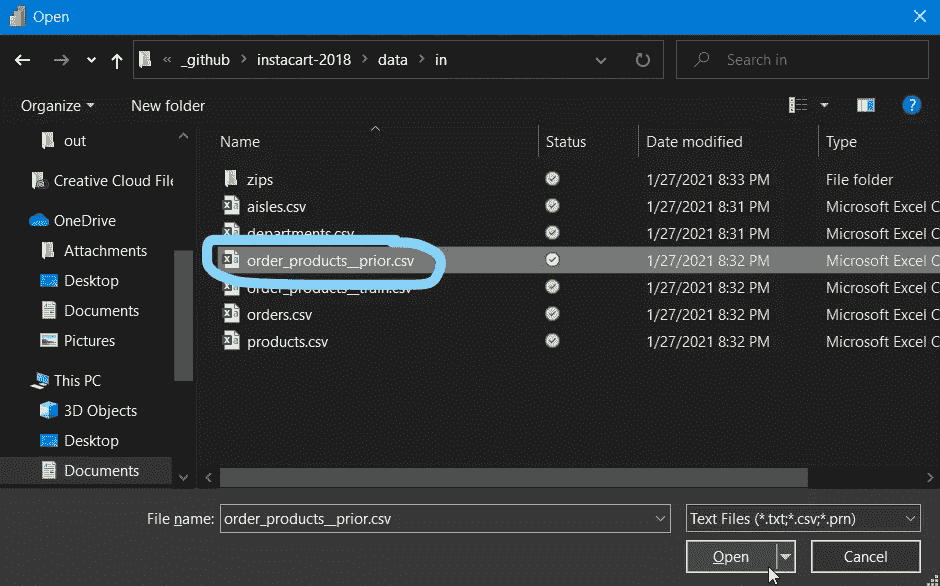 Open
« _github › instacart-2018 › data › in
Search in
Organize
New folder
?
out
Creative Cloud File
OneDrive
Attachments
Desktop
Documents
Pictures
This PC
3D Objects
Desktop
Documents
Name Status Date modified Type
zips 1/27/2021 8:33 PM File folder
aisles.csv 1/27/2021 8:31 PM Microsoft Excel C
departments.csv 1/27/2021 8:31 PM Microsoft Excel C
order_products__prior.csv 1/27/2021 8:32 PM Microsoft Excel C
order_products__train.csv 1/27/2021 8:32 PM Microsoft Excel C
orders.csv 1/27/2021 8:32 PM Microsoft Excel C
products.csv 1/27/2021 8:32 PM Microsoft Excel C
File name: order_products__prior.csv
Text Files (*.txt;*.csv;*.prn)
Open
Cancel